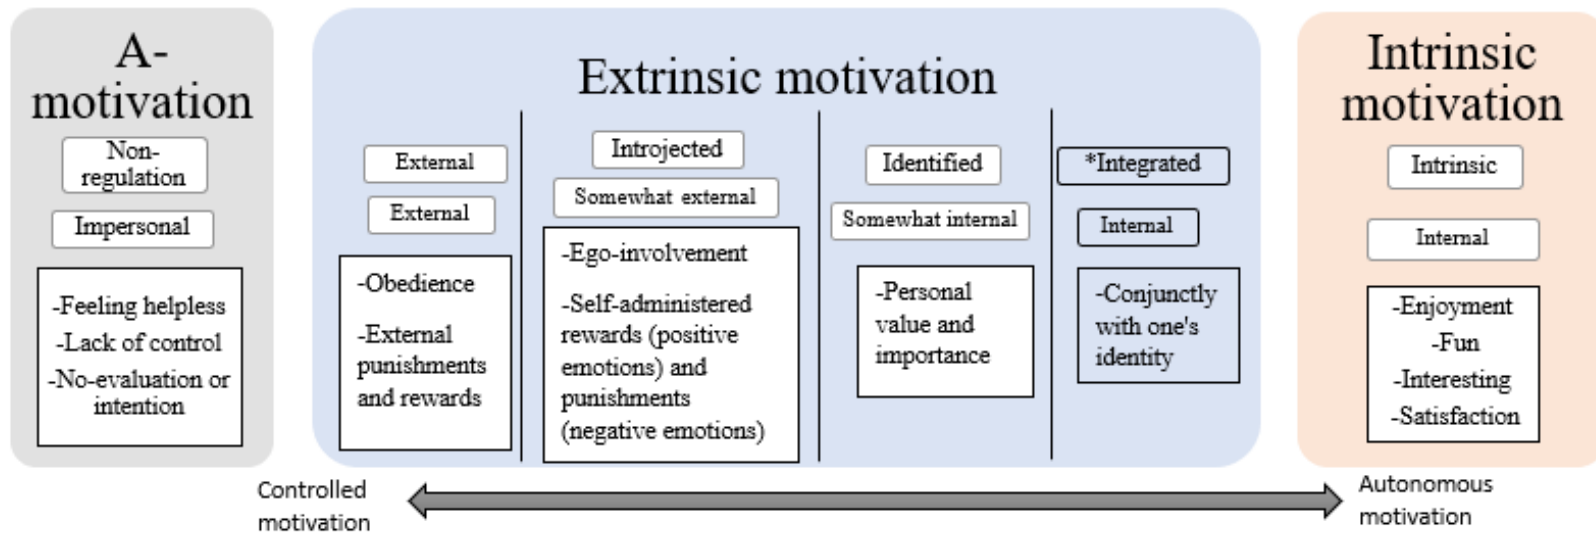 A-
motivation
Non-
regulation
Impersonal
-Feeling helpless
-Lack of control
-No-evaluation or
intention
Extrinsic motivation
External
External
-Obedience
-External
punishments
and rewards
Introjected
Somewhat external
-Ego-involvement
-Self-administered
rewards (positive
emotions) and
punishments
(negative emotions)
Identified
Somewhat internal
-Personal
value and
importance
*Integrated
Internal
-Conjunctly
with one's
identity
Intrinsic
motivation
Intrinsic
Internal
-Enjoyment
-Fun
-Interesting
-Satisfaction
Controlled
motivation
Autonomous
motivation